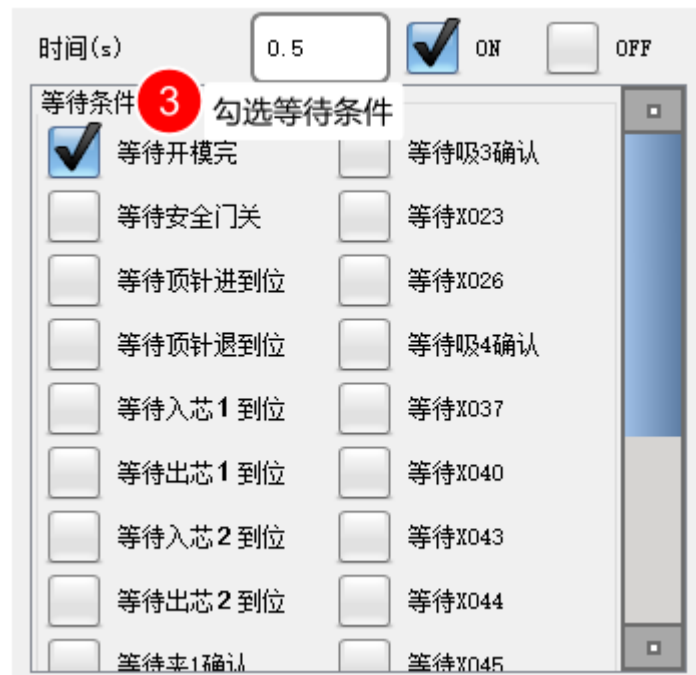 时间(s) 0.5 ON OFF
等待条件 3 勾选等待条件
等待开模完 等待吸3确认
等待安全门关 等待X023
等待顶针进到位 等待X026
等待顶针退到位 等待吸4确认
等待入芯1 到位 等待X037
等待出芯1 到位 等待X040
等待入芯2 到位 等待X043
等待出芯2 到位 等待X044
等待夹1确认 等待X045